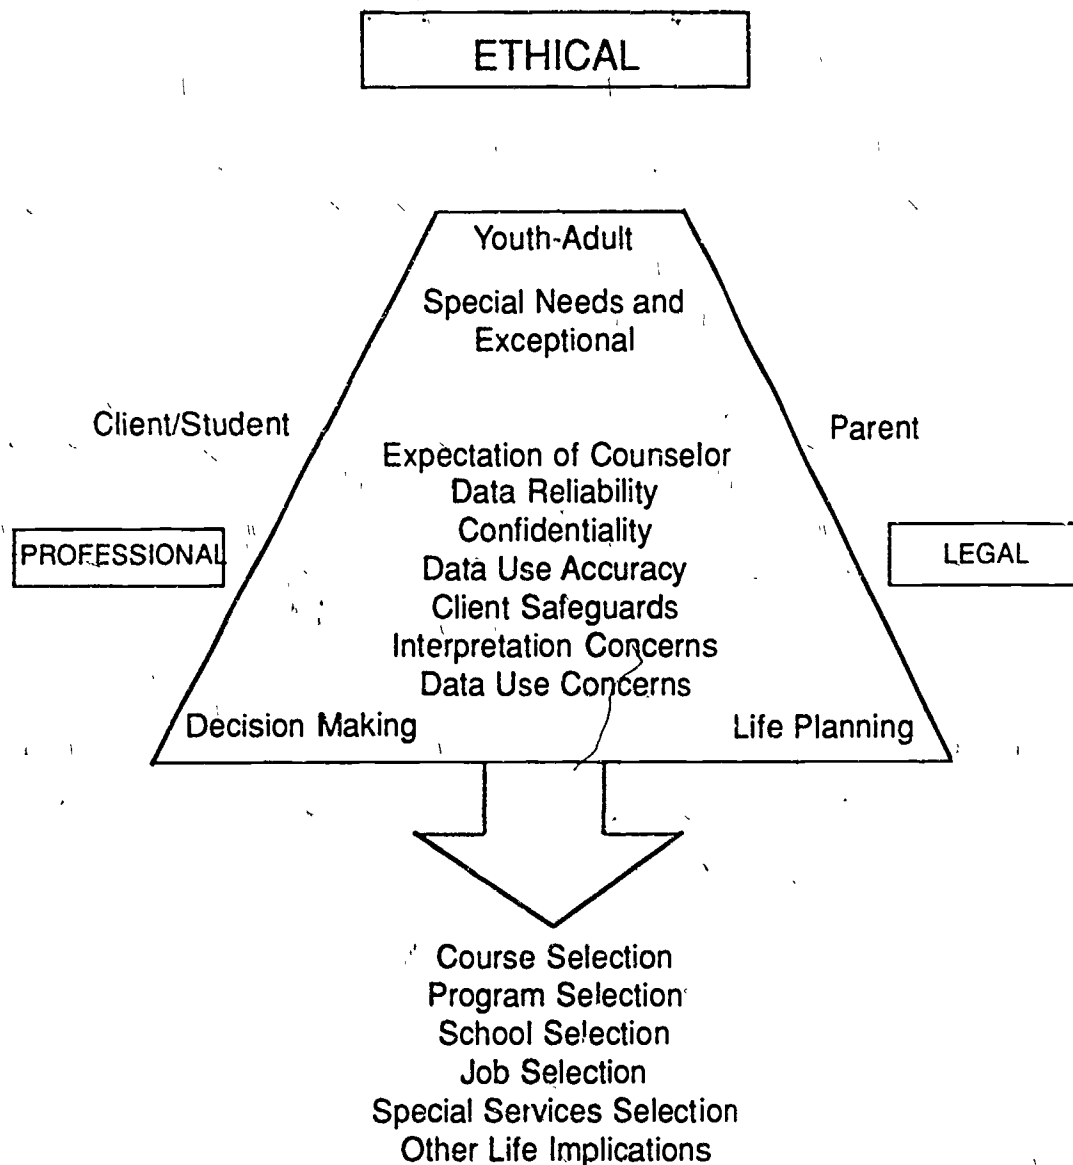 ETHICAL
Youth-Adult
Special Needs and
Exceptional
Client/Student
Parent
Expectation of Counselor
Data Reliability
Confidentiality
PROFESSIONAL
LEGAL
Data Use Accuracy
Client Safeguards
Interpretation Concerns
Data Use Concerns
Decision Making
Life Planning
Course Selection
Program Selection
School Selection
Job Selection
Special Services Selection
Other Life Implications